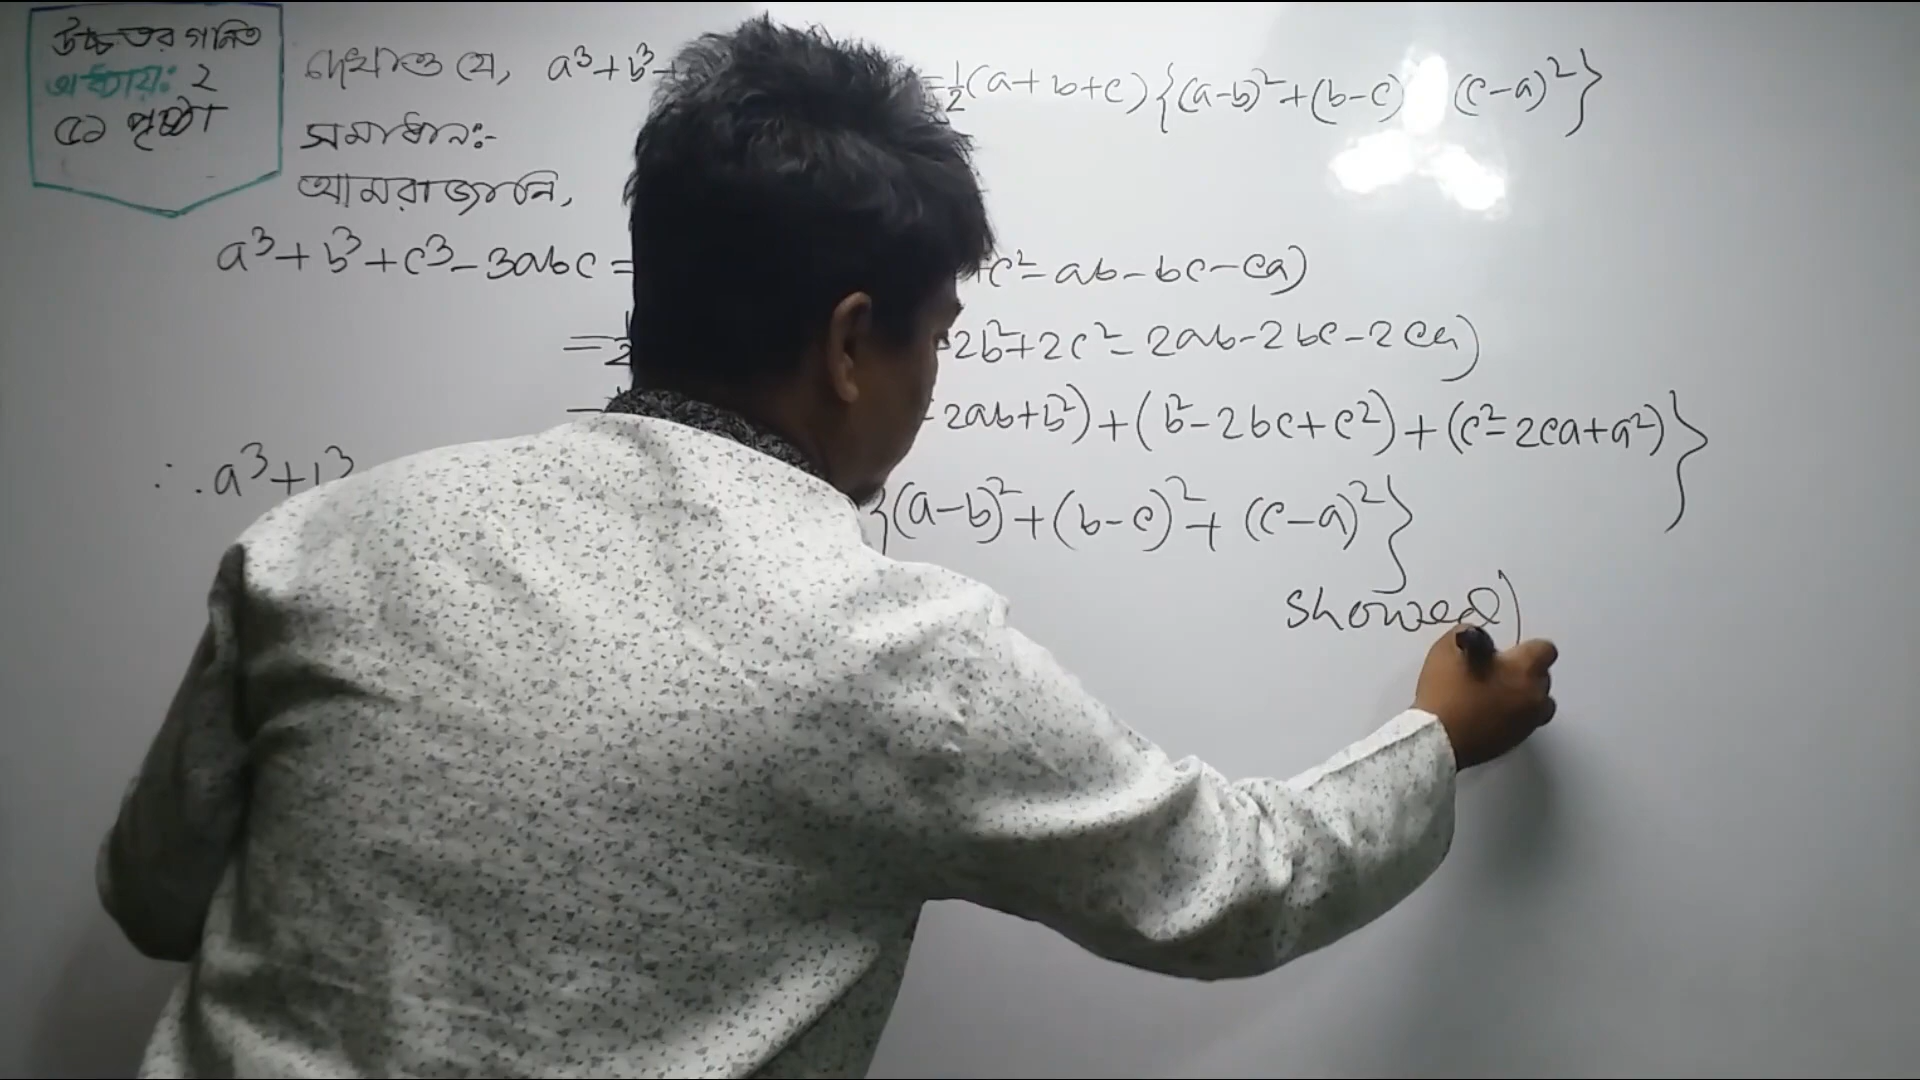 উচ্চতর গনিত
অধ্যায়ঃ ২
৫১ পৃষ্ঠা
দেখাও যে, a³+b³+ =½(a+b+c){(a-b)²+(b-c) (c-a)²}
সমাধানঃ-
আমরা জানি,
a³+b³+c³-3abc = +c²-ab-bc-ca)
=½ 2b²+2c²-2ab-2bc-2ca)
= -2ab+b²)+(b²-2bc+c²)+(c²-2ca+a²)}
∴ a³+b³ {(a-b)²+(b-c)²+(c-a)²}
showed)